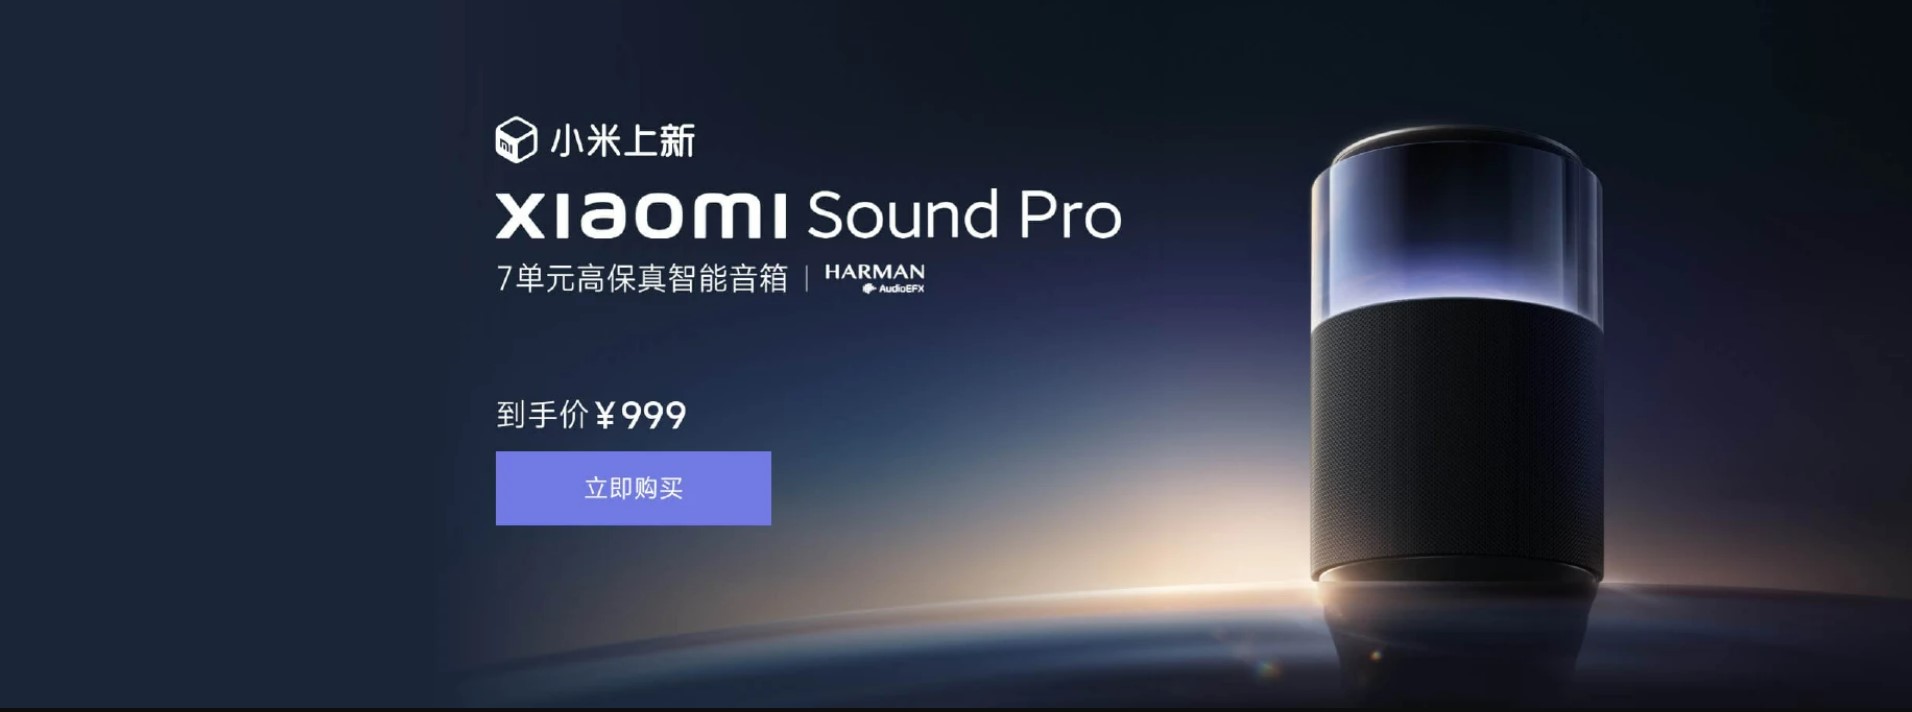 mi 小米上新
xiaomi Sound Pro
7单元高保真智能音箱 | HARMAN
AudioEFX
到手价¥999
立即购买